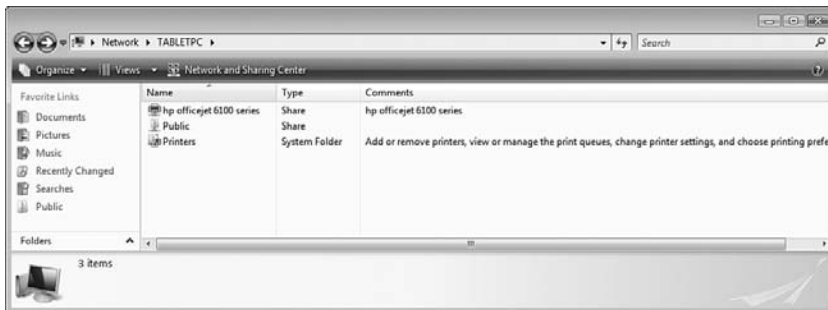 Network ▸ TABLETPC ▸ Search
Organize Views Network and Sharing Center
Favorite Links
Documents
Pictures
Music
Recently Changed
Searches
Public
Folders
Name Type Comments
hp officejet 6100 series Share hp officejet 6100 series
Public Share
Printers System Folder Add or remove printers, view or manage the print queues, change printer settings, and choose printing prefe
3 items